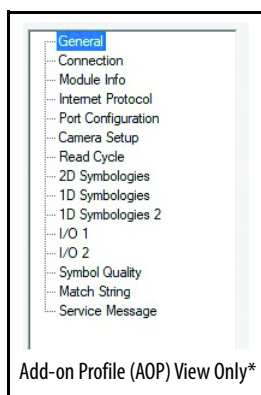 General
Connection
Module Info
Internet Protocol
Port Configuration
Camera Setup
Read Cycle
2D Symbologies
1D Symbologies
1D Symbologies 2
I/O 1
I/O 2
Symbol Quality
Match String
Service Message
Add-on Profile (AOP) View Only*